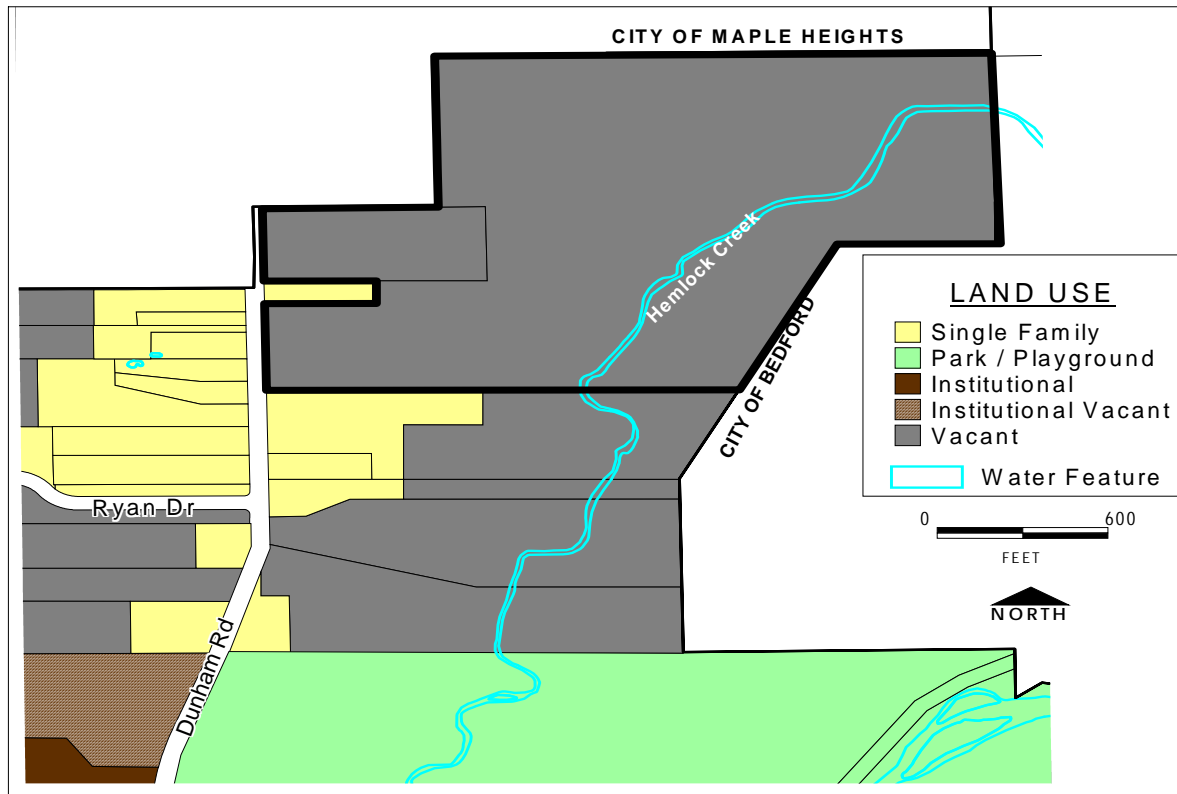 CITY OF MAPLE HEIGHTS
Hemlock Creek
CITY OF BEDFORD
LAND USE
Single Family
Park / Playground
Institutional
Institutional Vacant
Vacant
Water Feature
0 600
FEET
NORTH
Ryan Dr
Dunham Rd